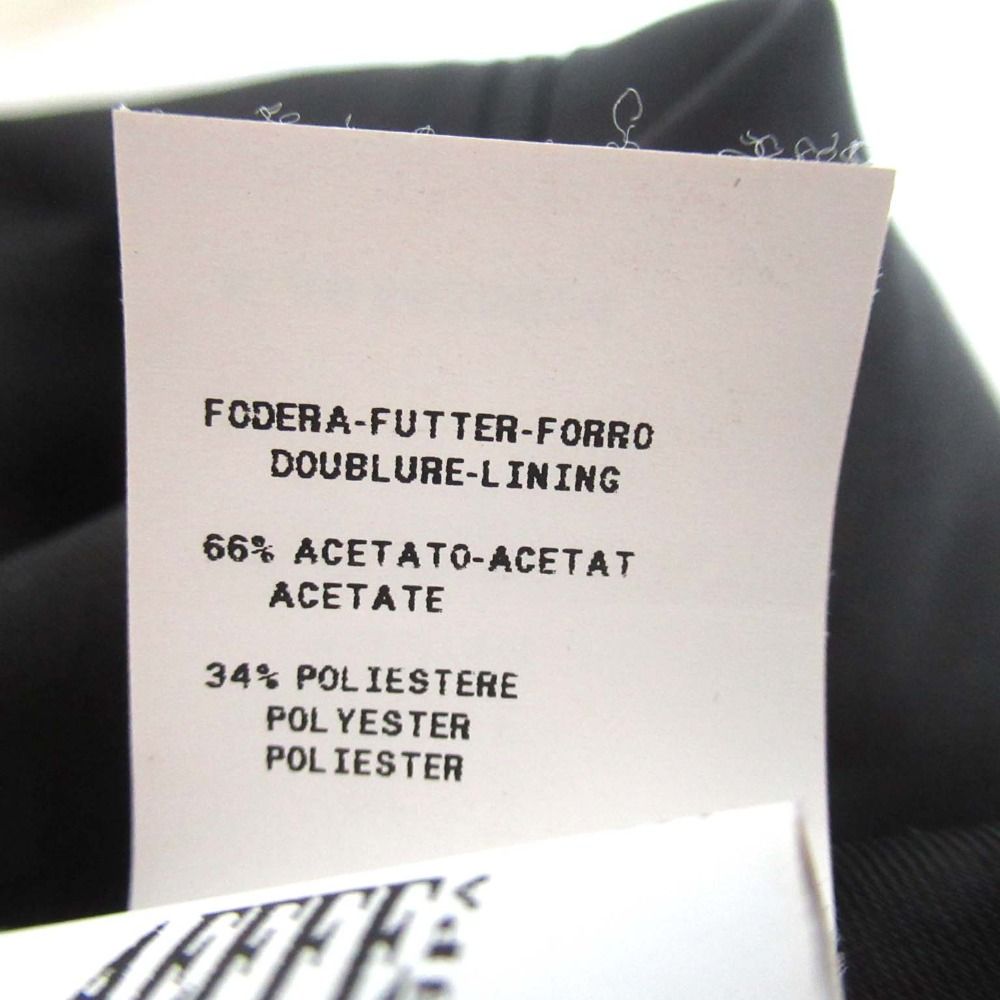 FODERA-FUTTER-FORRO
DOUBLURE-LINING
66% ACETATO-ACETAT
ACETATE
34% POLIESTERE
POLYESTER
POLIESTER